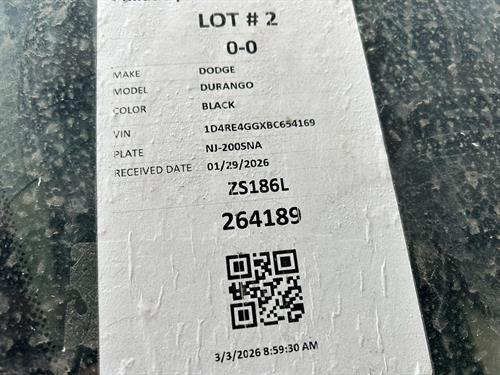 LOT # 2
0-0
MAKE DODGE
MODEL DURANGO
COLOR BLACK
VIN 1D4RE4GGXBC654169
PLATE NJ-200SNA
RECEIVED DATE 01/29/2026
ZS186L
264189
3/3/2026 8:59:30 AM